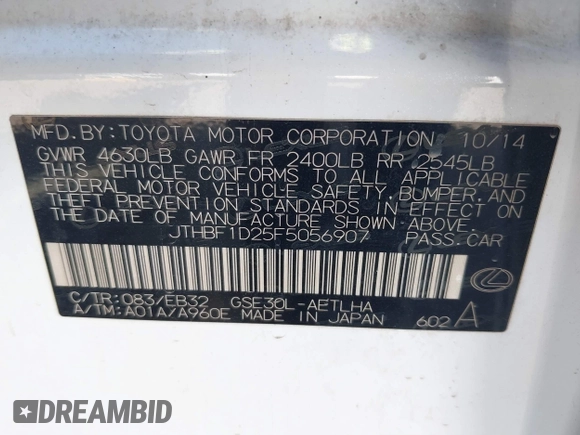 MFD. BY: TOYOTA MOTOR CORPORATION 10/14
GVWR 4630LB GAWR FR 2400LB RR 2545LB
THIS VEHICLE CONFORMS TO ALL APPLICABLE
FEDERAL MOTOR VEHICLE SAFETY, BUMPER, AND
THEFT PREVENTION STANDARDS IN EFFECT ON
THE DATE OF MANUFACTURE SHOWN ABOVE.
JTHBF1D25F5056907 PASS. CAR
C/TR: 083/EB32 GSE30L-AETLHA
A/TM: A01A/A960E MADE IN JAPAN 602 A
DREAMBID